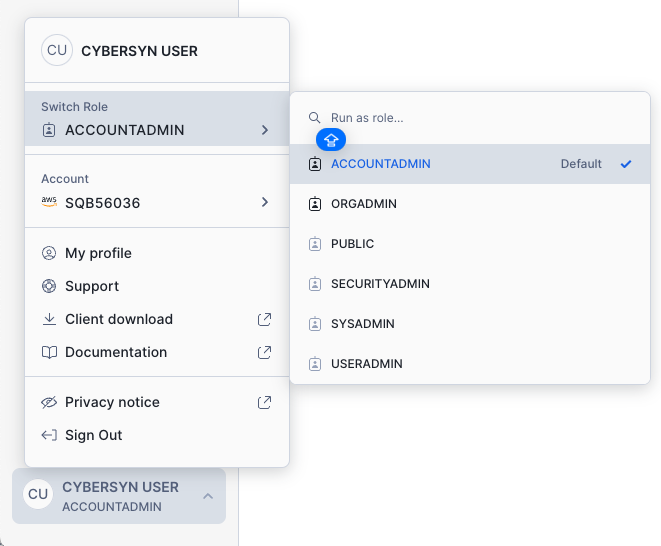 CU CYBERSYN USER
Switch Role
ACCOUNTADMIN
Account
aws SQB56036
My profile
Support
Client download
Documentation
Privacy notice
Sign Out
CU CYBERSYN USER
ACCOUNTADMIN
Run as role...
ACCOUNTADMIN Default
ORGADMIN
PUBLIC
SECURITYADMIN
SYSADMIN
USERADMIN